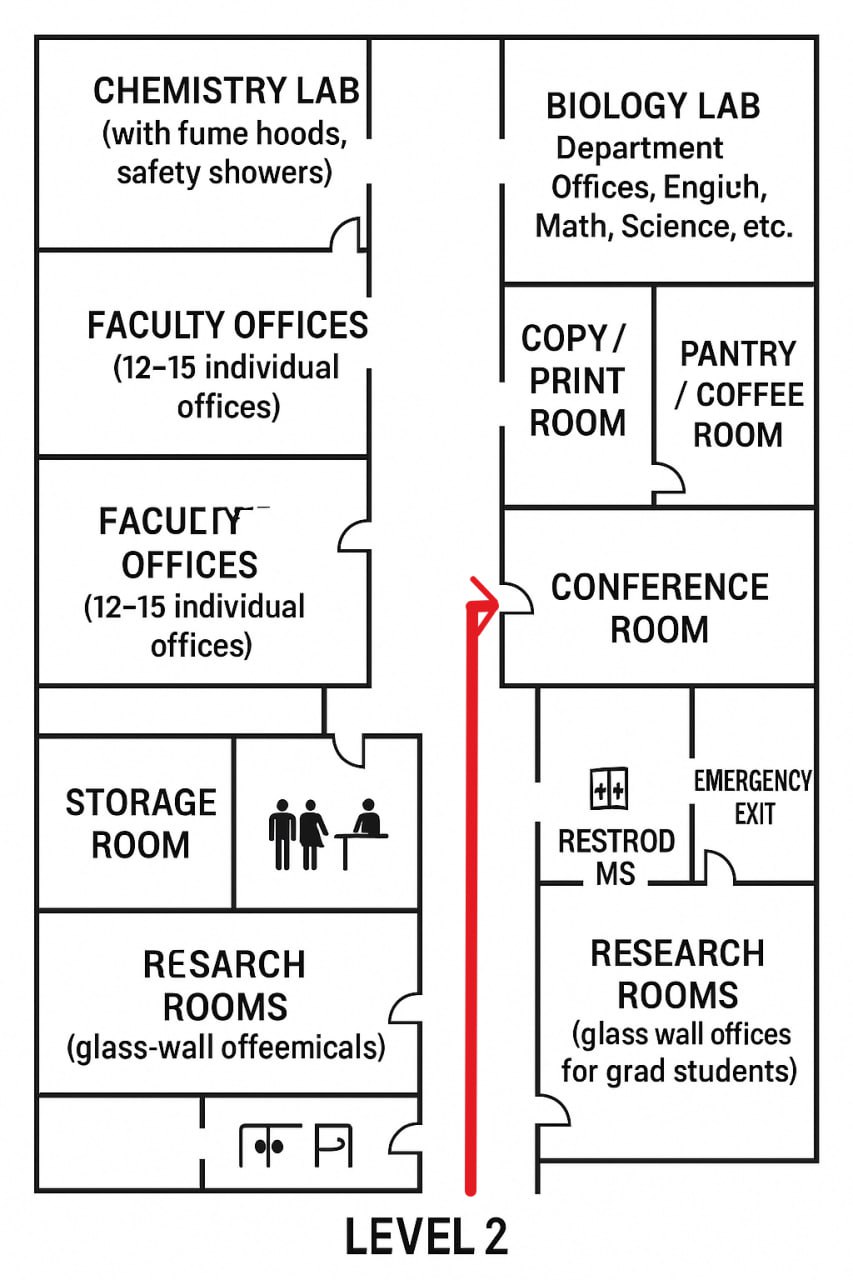 CHEMISTRY LAB
(with fume hoods,
safety showers)
BIOLOGY LAB
Department
Offices, Engiuh,
Math, Science, etc.
FACULTY OFFICES
(12–15 individual
offices)
COPY /
PRINT
ROOM
PANTRY
/ COFFEE
ROOM
FACULTY
OFFICES
(12–15 individual
offices)
CONFERENCE
ROOM
STORAGE
ROOM
RESTROD
MS
EMERGENCY
EXIT
RESARCH
ROOMS
(glass-wall offeemicals)
RESEARCH
ROOMS
(glass wall offices
for grad students)
LEVEL 2